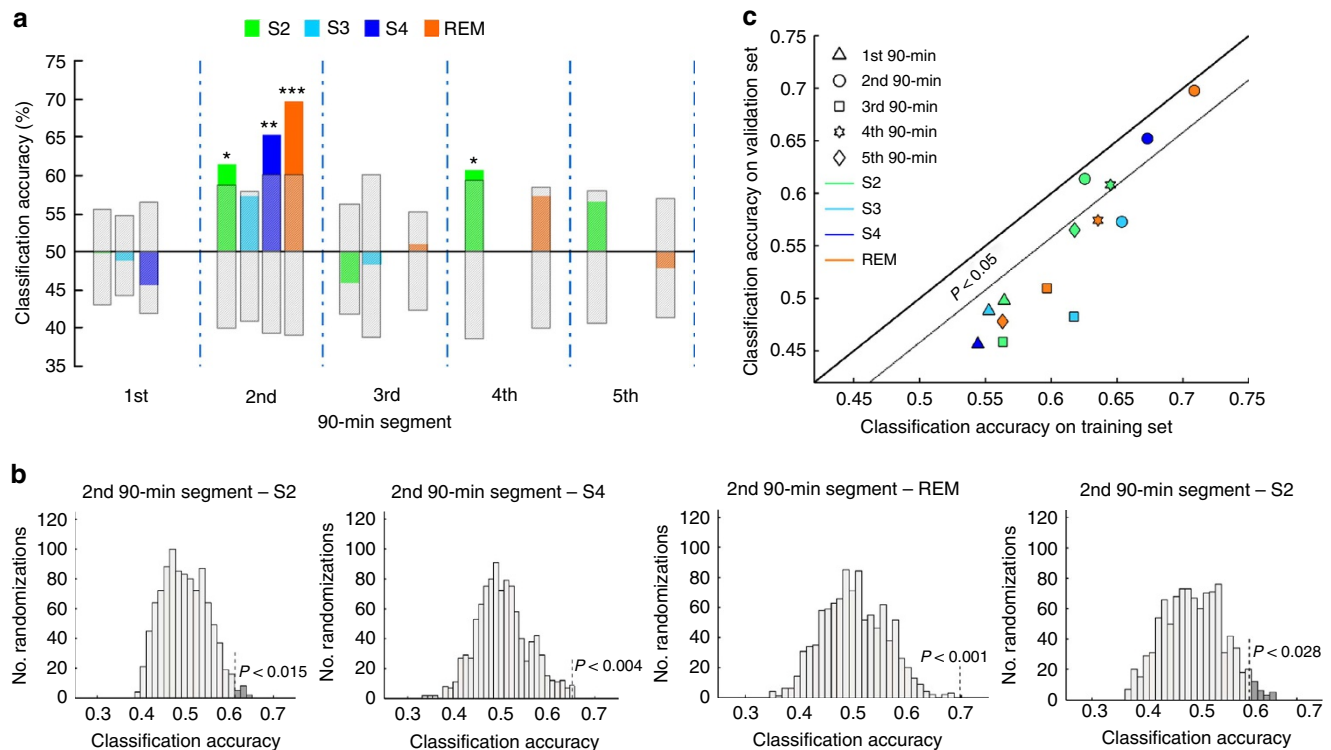 a
S2 S3 S4 REM
Classification accuracy (%)
75
70
65
60
55
50
45
40
35
* ** *** *
1st 2nd 3rd 4th 5th
90-min segment
c
Classification accuracy on validation set
0.75
0.7
0.65
0.6
0.55
0.5
0.45
1st 90-min
2nd 90-min
3rd 90-min
4th 90-min
5th 90-min
S2
S3
S4
REM
P < 0.05
0.45 0.5 0.55 0.6 0.65 0.7 0.75
Classification accuracy on training set
b
2nd 90-min segment – S2
No. randomizations
120
100
80
60
40
20
0
P < 0.015
0.3 0.4 0.5 0.6 0.7
Classification accuracy
2nd 90-min segment – S4
No. randomizations
120
100
80
60
40
20
0
P < 0.004
0.3 0.4 0.5 0.6 0.7
Classification accuracy
2nd 90-min segment – REM
No. randomizations
120
100
80
60
40
20
0
P < 0.001
0.3 0.4 0.5 0.6 0.7
Classification accuracy
2nd 90-min segment – S2
No. randomizations
120
100
80
60
40
20
0
P < 0.028
0.3 0.4 0.5 0.6 0.7
Classification accuracy